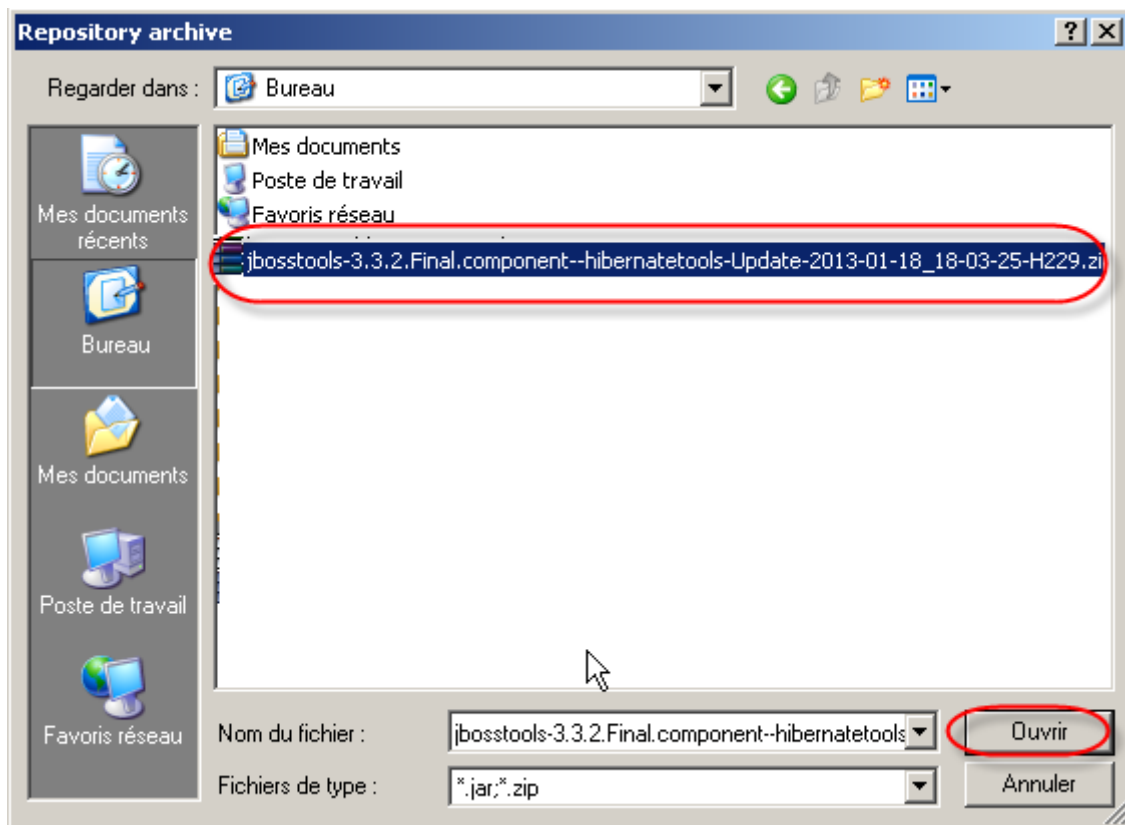 Repository archive
Regarder dans :
Bureau
Mes documents
récents
Bureau
Mes documents
Poste de travail
Favoris réseau
Mes documents
Poste de travail
Favoris réseau
jbosstools-3.3.2.Final.component--hibernatetools-Update-2013-01-18_18-03-25-H229.zi
Nom du fichier :
jbosstools-3.3.2.Final.component--hibernatetools
Ouvrir
Fichiers de type :
*.jar;*.zip
Annuler